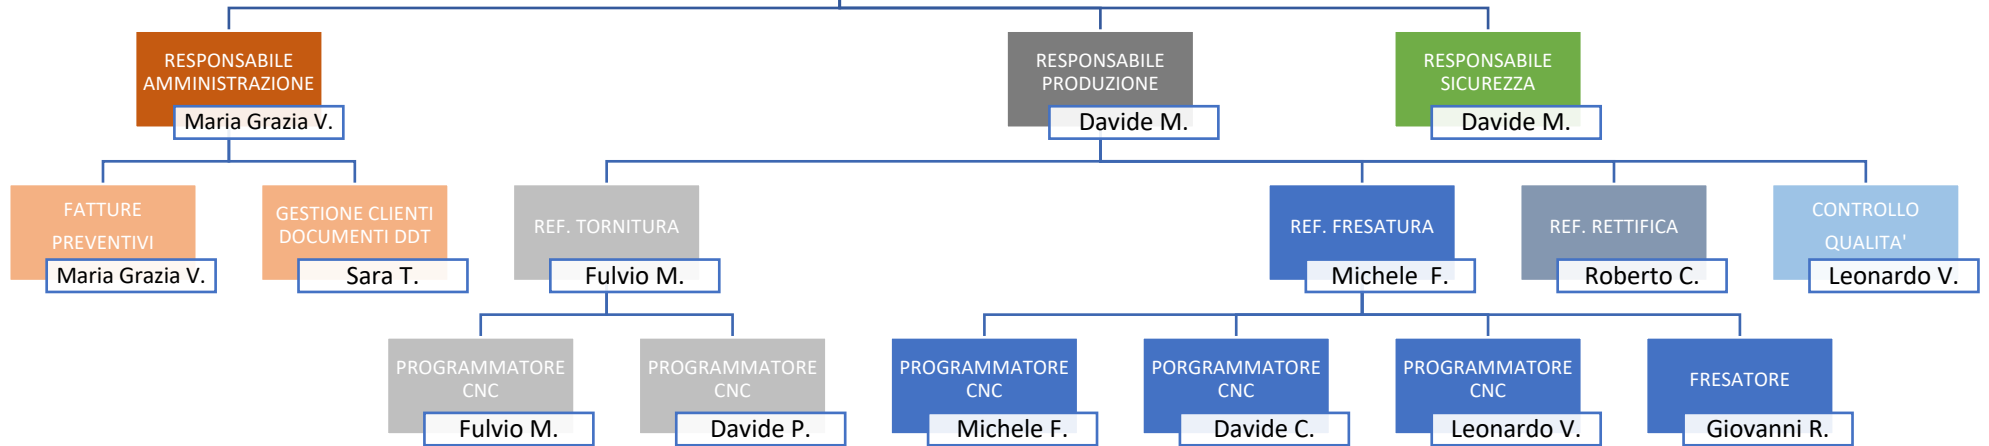 RESPONSABILE
AMMINISTRAZIONE
Maria Grazia V.
RESPONSABILE
PRODUZIONE
Davide M.
RESPONSABILE
SICUREZZA
Davide M.
FATTURE
PREVENTIVI
Maria Grazia V.
GESTIONE CLIENTI
DOCUMENTI DDT
Sara T.
REF. TORNITURA
Fulvio M.
REF. FRESATURA
Michele F.
REF. RETTIFICA
Roberto C.
CONTROLLO
QUALITA'
Leonardo V.
PROGRAMMATORE
CNC
Fulvio M.
PROGRAMMATORE
CNC
Davide P.
PROGRAMMATORE
CNC
Michele F.
PORGRAMMATORE
CNC
Davide C.
PROGRAMMATORE
CNC
Leonardo V.
FRESATORE
Giovanni R.